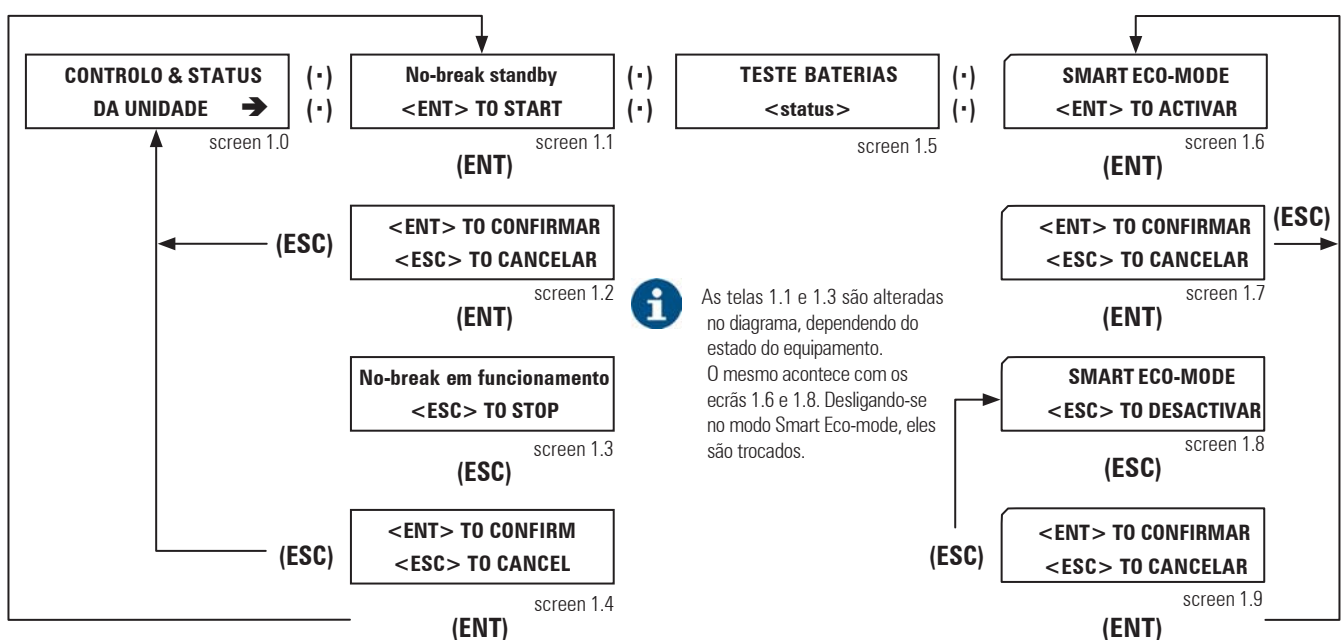 CONTROLO & STATUS
DA UNIDADE ➔
screen 1.0
(·)
(·)
No-break standby
<ENT> TO START
screen 1.1
(ENT)
(·)
(·)
TESTE BATERIAS
<status>
screen 1.5
(·)
(·)
SMART ECO-MODE
<ENT> TO ACTIVAR
screen 1.6
(ENT)
(ESC)
<ENT> TO CONFIRMAR
<ESC> TO CANCELAR
screen 1.2
(ENT)
<ENT> TO CONFIRMAR
<ESC> TO CANCELAR
screen 1.7
(ESC)
(ENT)
As telas 1.1 e 1.3 são alteradas
no diagrama, dependendo do
estado do equipamento.
O mesmo acontece com os
ecrãs 1.6 e 1.8. Desligando-se
no modo Smart Eco-mode, eles
são trocados.
No-break em funcionamento
<ESC> TO STOP
screen 1.3
(ESC)
SMART ECO-MODE
<ESC> TO DESACTIVAR
screen 1.8
(ESC)
(ESC)
<ENT> TO CONFIRM
<ESC> TO CANCEL
screen 1.4
(ENT)
(ESC)
<ENT> TO CONFIRMAR
<ESC> TO CANCELAR
screen 1.9
(ENT)